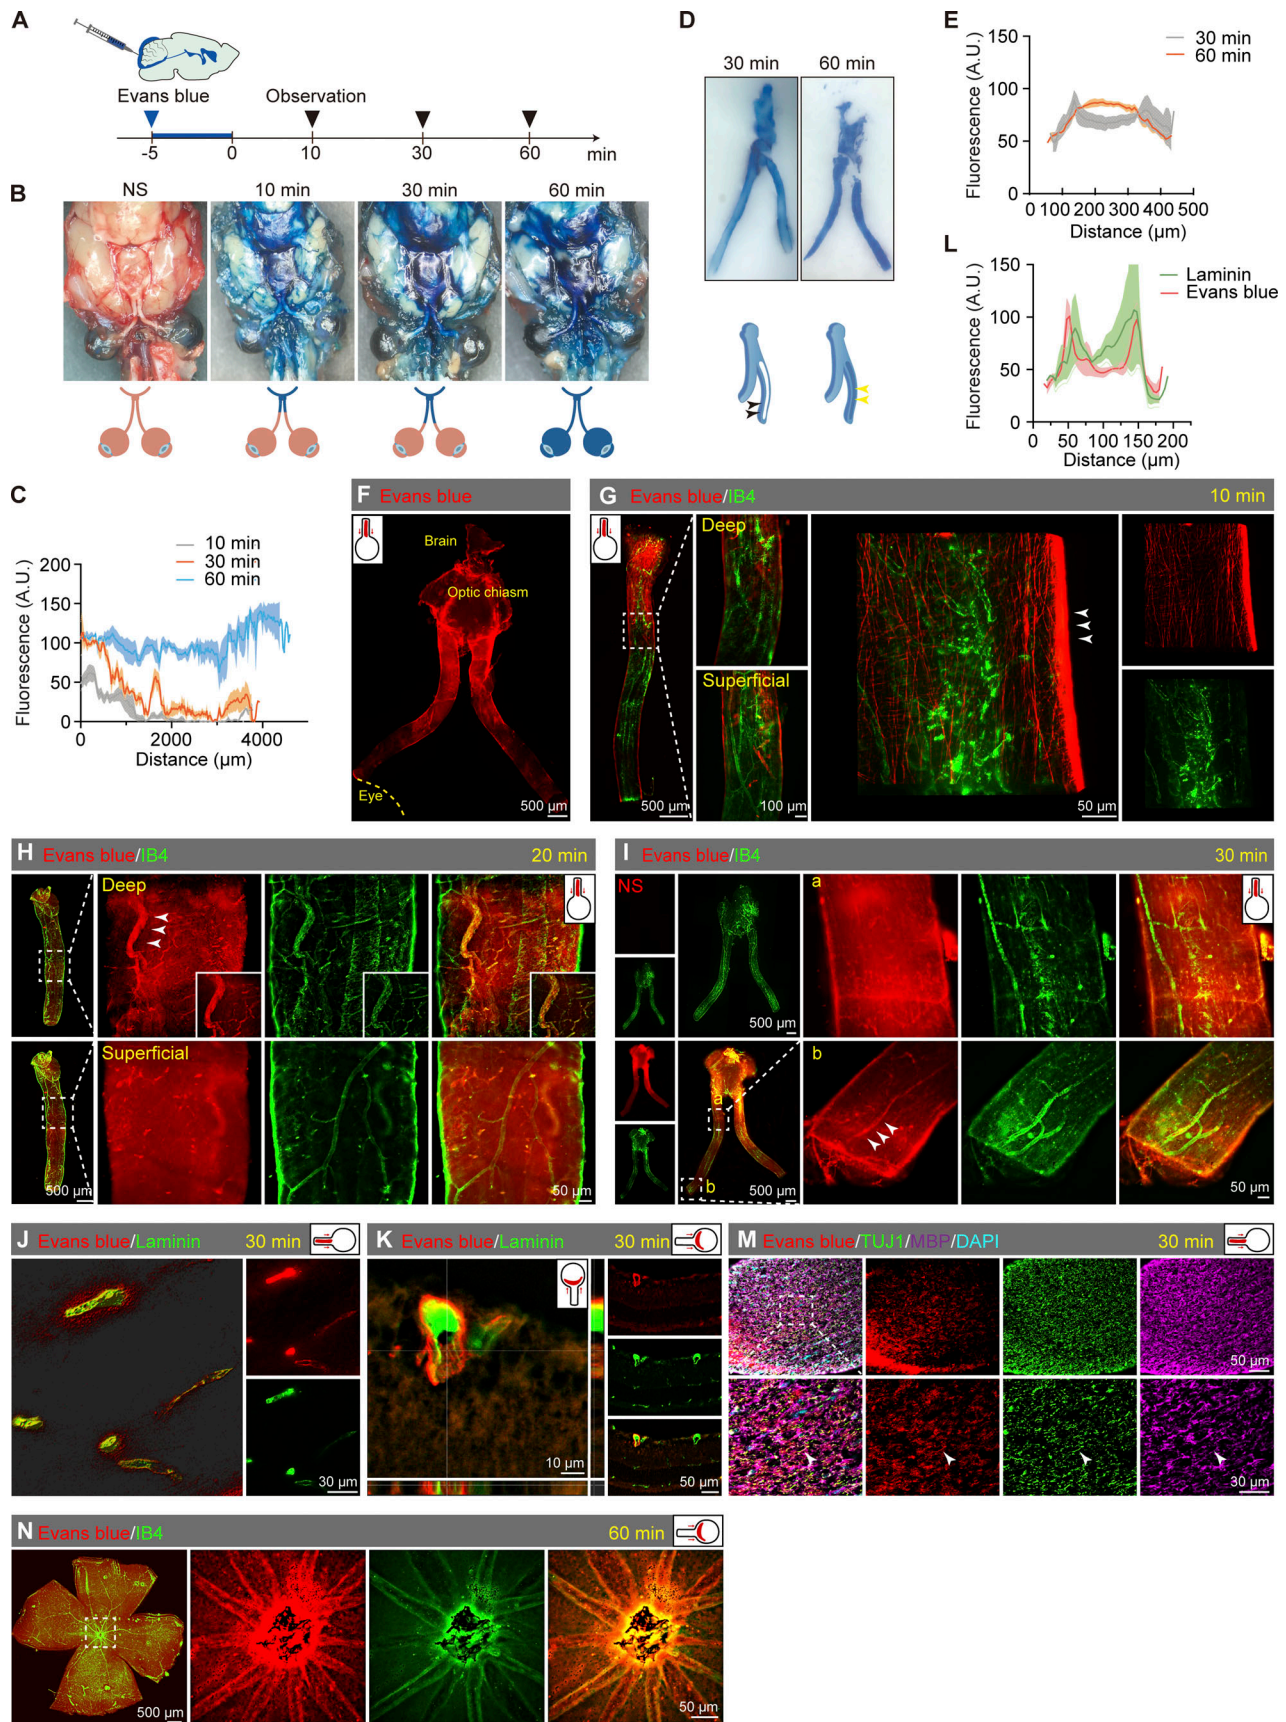 A
Evans blue
Observation
-5
0
10
30
60
min
B
NS
10 min
30 min
60 min
C
10 min
30 min
60 min
Fluorescence (A.U.)
200
150
100
50
0
0
2000
4000
Distance (µm)
D
30 min
60 min
E
30 min
60 min
Fluorescence (A.U.)
150
100
50
0
0
100
200
300
400
500
Distance (µm)
L
Laminin
Evans blue
Fluorescence (A.U.)
150
100
50
0
0
50
100
150
200
Distance (µm)
F Evans blue
Brain
Optic chiasm
Eye
500 µm
G Evans blue/IB4
10 min
Deep
Superficial
500 µm
100 µm
50 µm
H Evans blue/IB4
20 min
Deep
Superficial
500 µm
50 µm
I Evans blue/IB4
30 min
NS
a
500 µm
a
b
b
500 µm
50 µm
J Evans blue/Laminin
30 min
30 µm
K Evans blue/Laminin
30 min
10 µm
50 µm
M Evans blue/TUJ1/MBP/DAPI
30 min
50 µm
30 µm
N Evans blue/IB4
60 min
500 µm
50 µm